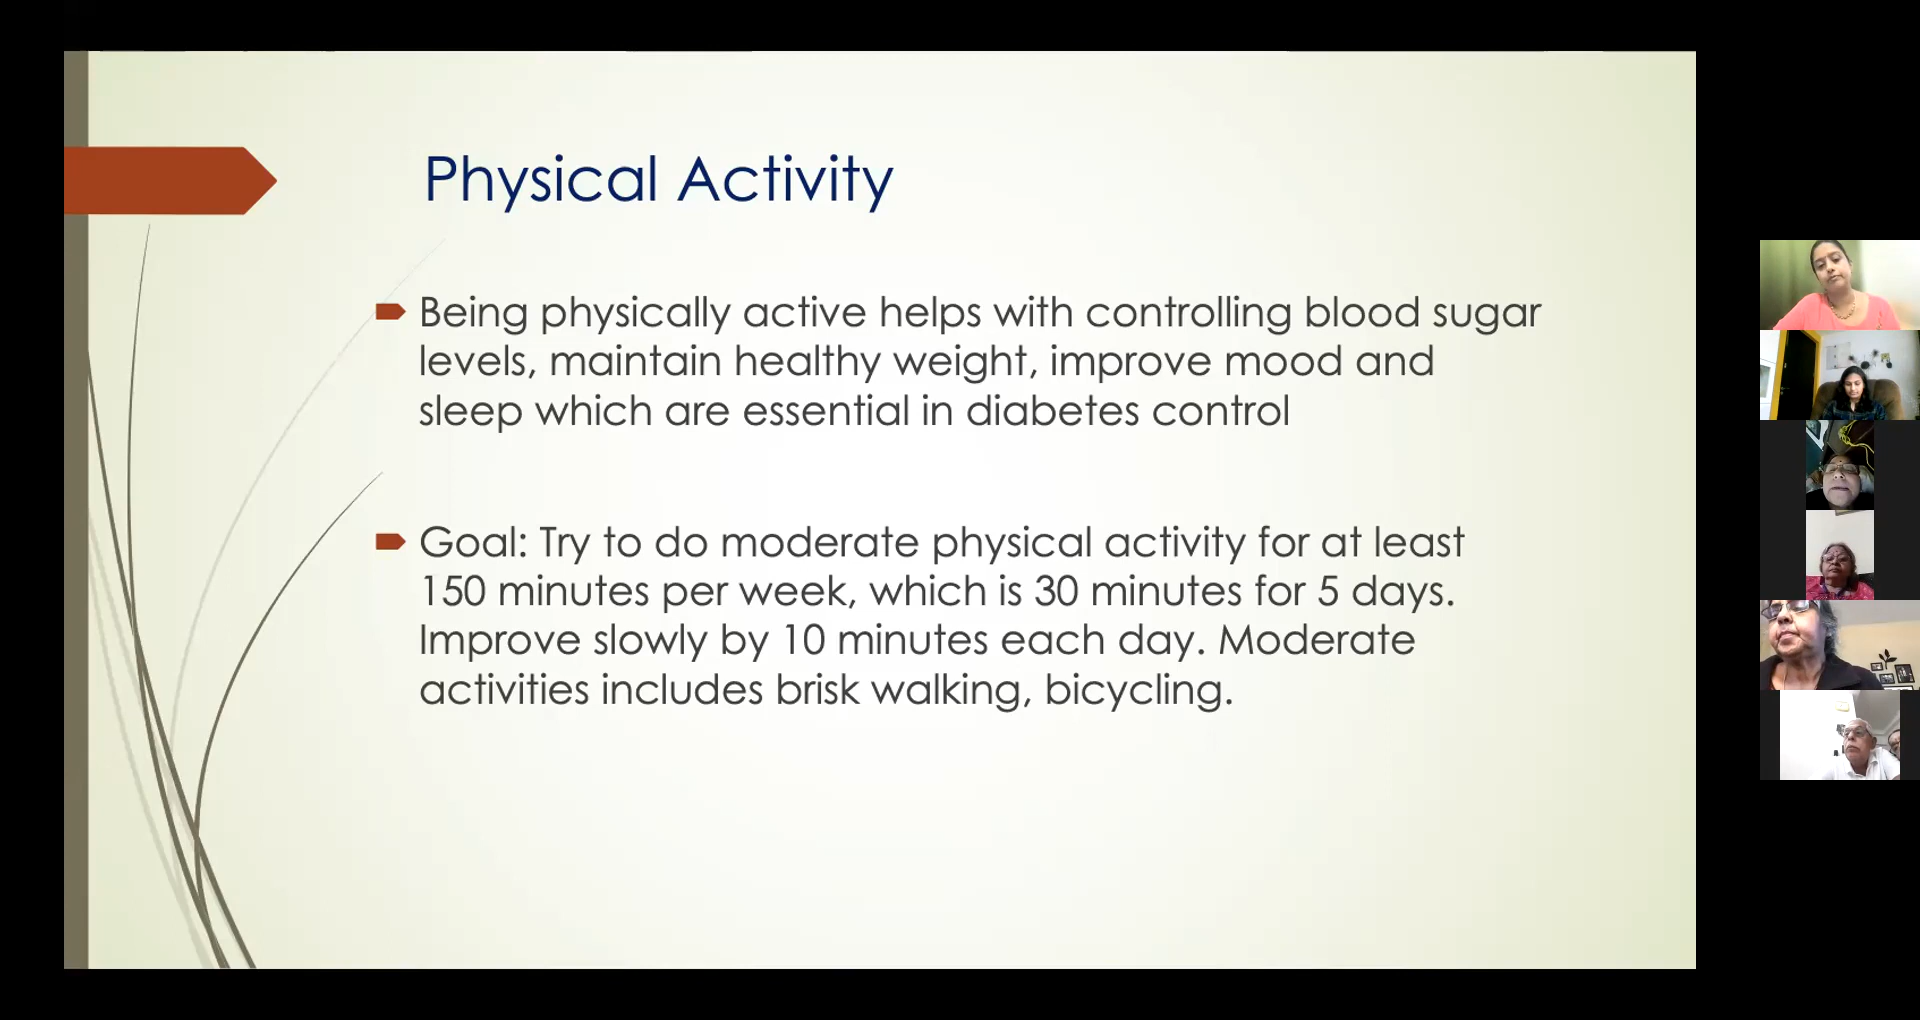 Physical Activity
Being physically active helps with controlling blood sugar
levels, maintain healthy weight, improve mood and
sleep which are essential in diabetes control
Goal: Try to do moderate physical activity for at least
150 minutes per week, which is 30 minutes for 5 days.
Improve slowly by 10 minutes each day. Moderate
activities includes brisk walking, bicycling.